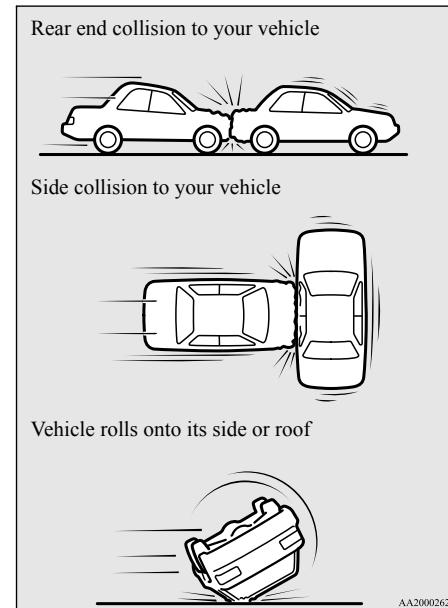 Rear end collision to your vehicle
Side collision to your vehicle
Vehicle rolls onto its side or roof
AA2000262